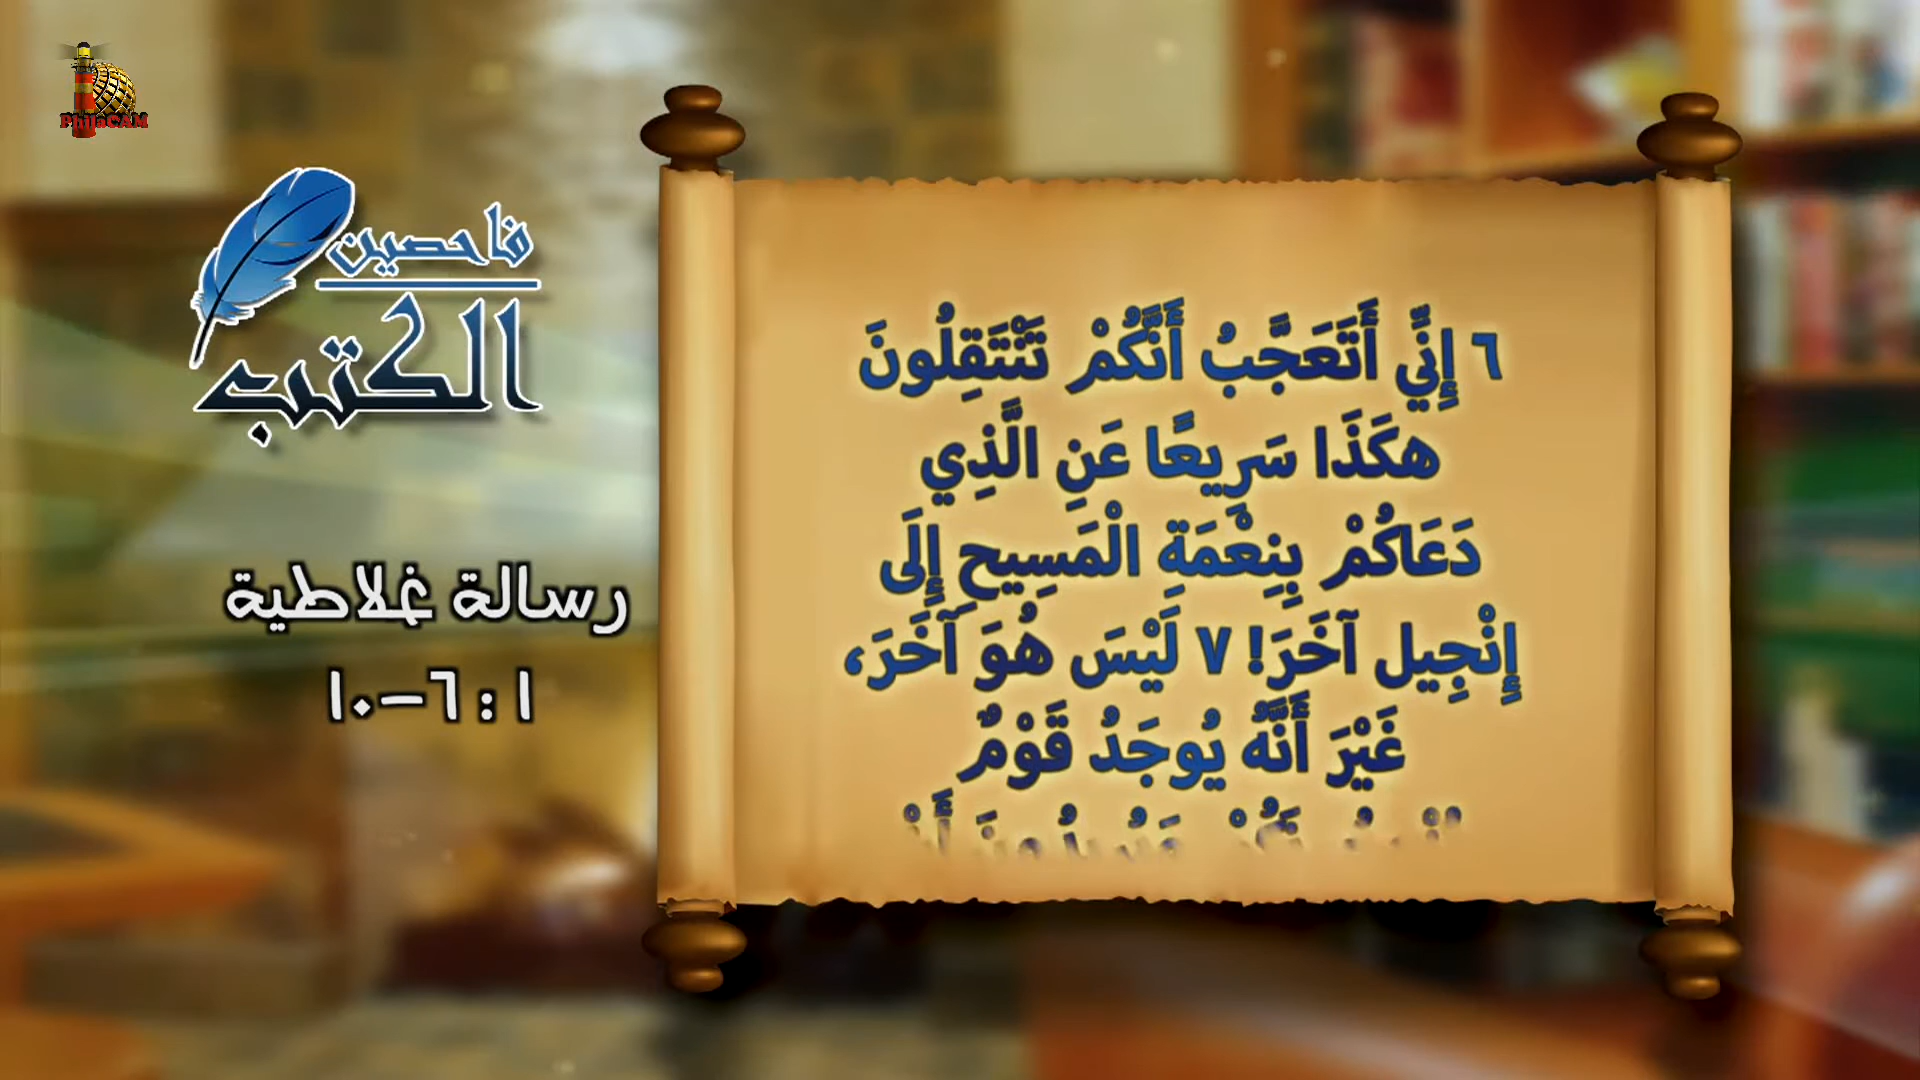 PhilaCAM
فاحصين
الكتب
رسالة غلاطية
١ : ٦-١٠
٦ إِنِّي أَتَعَجَّبُ أَنَّكُمْ تَنْتَقِلُونَ
هكَذَا سَرِيعًا عَنِ الَّذِي
دَعَاكُمْ بِنِعْمَةِ الْمَسِيحِ إِلَى
إِنْجِيل آخَرَ! ٧ لَيْسَ هُوَ آخَرَ،
غَيْرَ أَنَّهُ يُوجَدُ قَوْمٌ